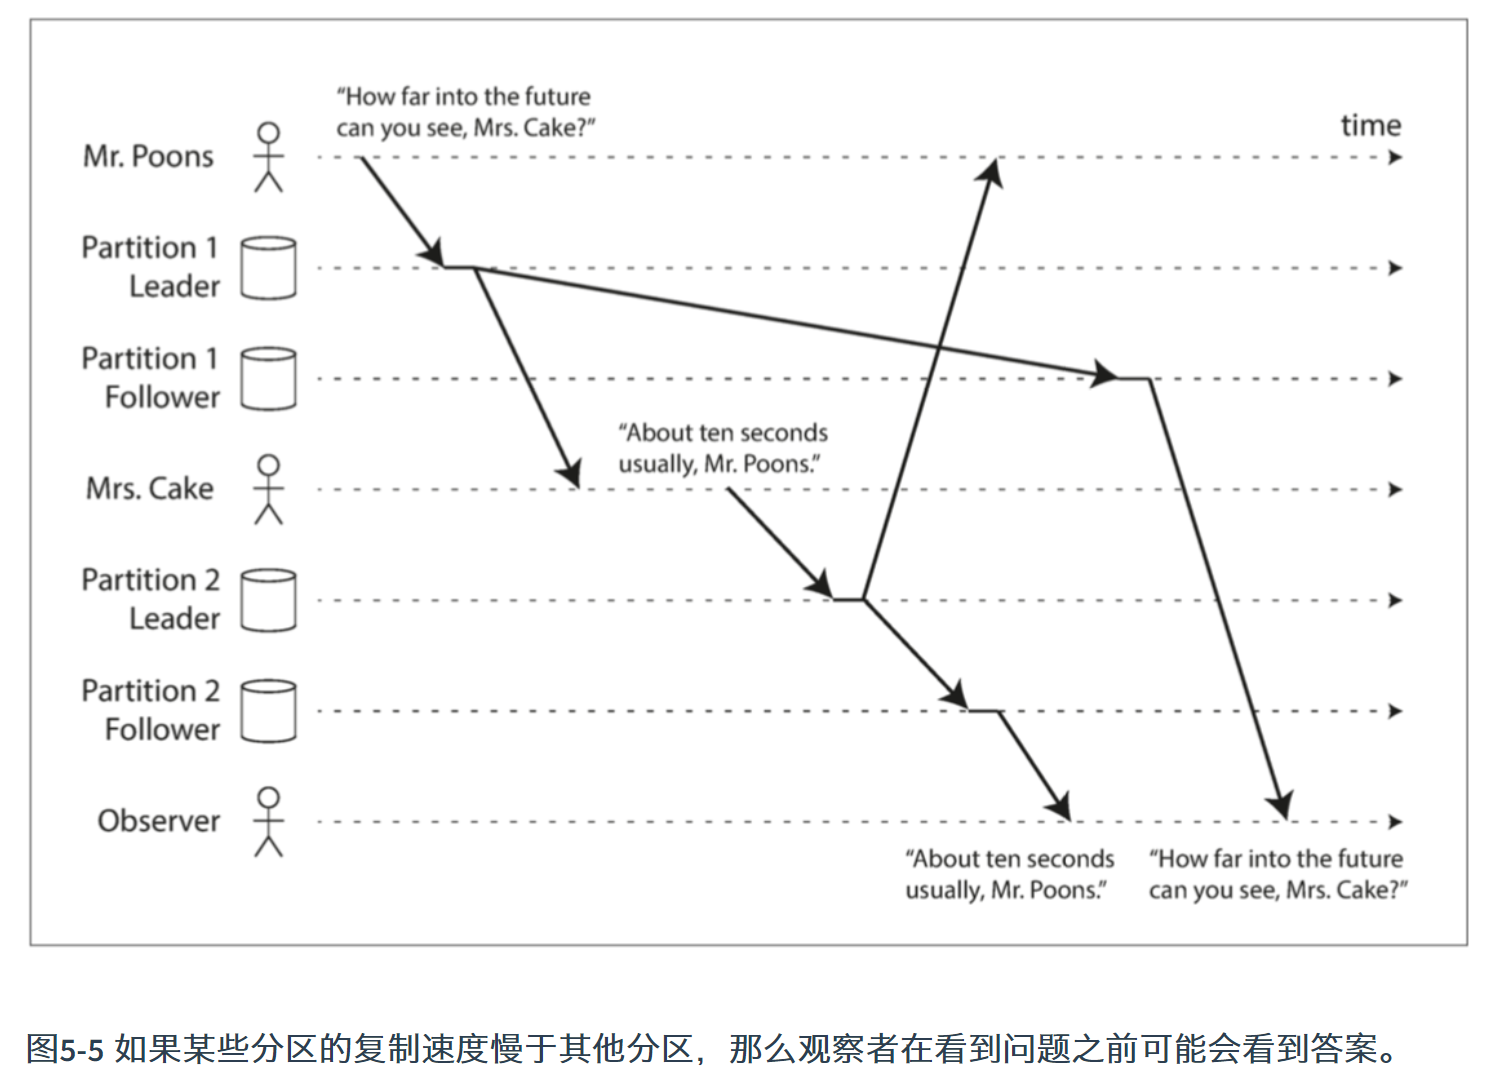 “How far into the future
can you see, Mrs. Cake?”
time
Mr. Poons
Partition 1
Leader
Partition 1
Follower
“About ten seconds
usually, Mr. Poons.”
Mrs. Cake
Partition 2
Leader
Partition 2
Follower
Observer
“About ten seconds
usually, Mr. Poons.”
“How far into the future
can you see, Mrs. Cake?”
图5-5 如果某些分区的复制速度慢于其他分区，那么观察者在看到问题之前可能会看到答案。